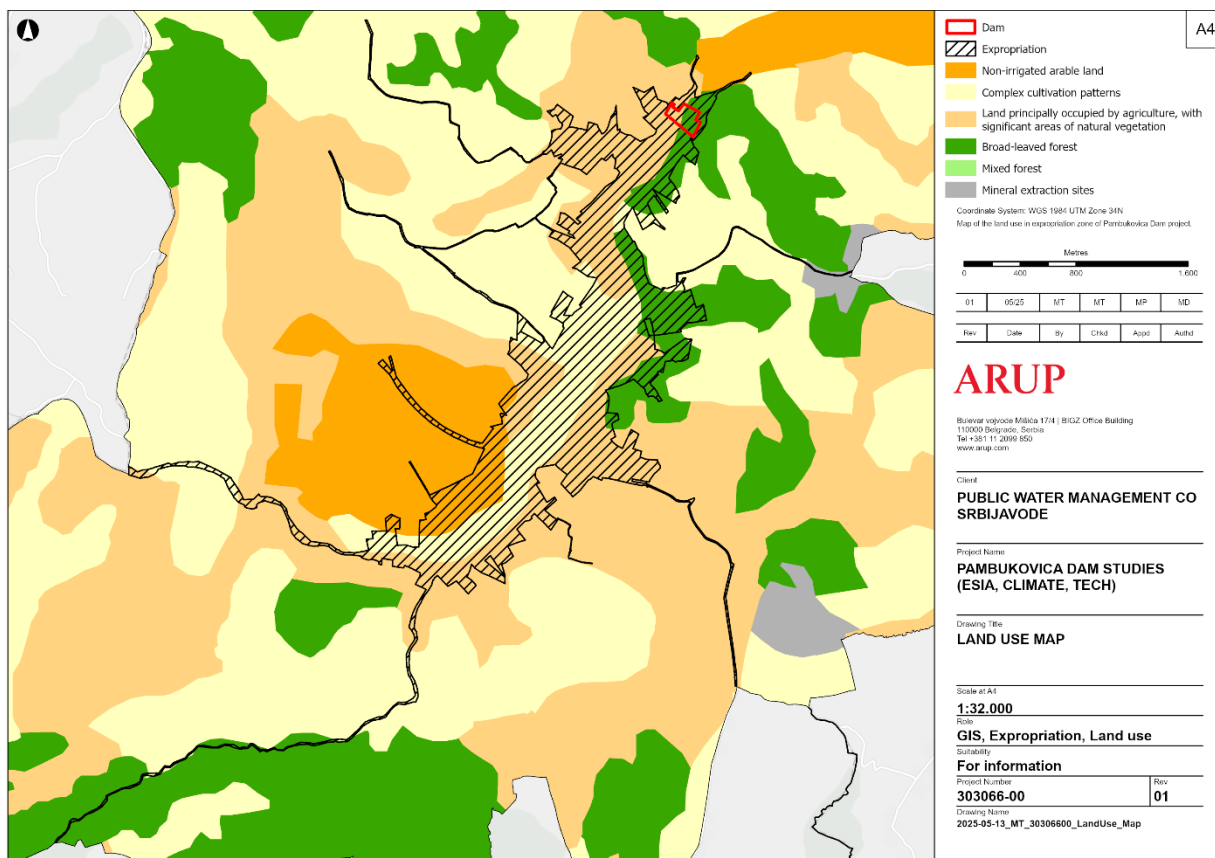 A4
Dam
Expropriation
Non-irrigated arable land
Complex cultivation patterns
Land principally occupied by agriculture, with
significant areas of natural vegetation
Broad-leaved forest
Mixed forest
Mineral extraction sites
Coordinate System: WGS 1984 UTM Zone 34N
Map of the land use in expropriation zone of Pambukovica Dam project.
Metres
0 400 800 1.600
01 05/25 MT MT MP MD
Rev Date By Chkd Appd Authd
ARUP
Bulevar vojvode Mišića 17/4 | BIGZ Office Building
110000 Belgrade, Serbia
Tel +381 11 2099 850
www.arup.com
Client
PUBLIC WATER MANAGEMENT CO
SRBIJAVODE
Project Name
PAMBUKOVICA DAM STUDIES
(ESIA, CLIMATE, TECH)
Drawing Title
LAND USE MAP
Scale at A4
1:32.000
Role
GIS, Expropriation, Land use
Suitability
For information
Project Number Rev
303066-00 01
Drawing Name
2025-05-13_MT_30306600_LandUse_Map